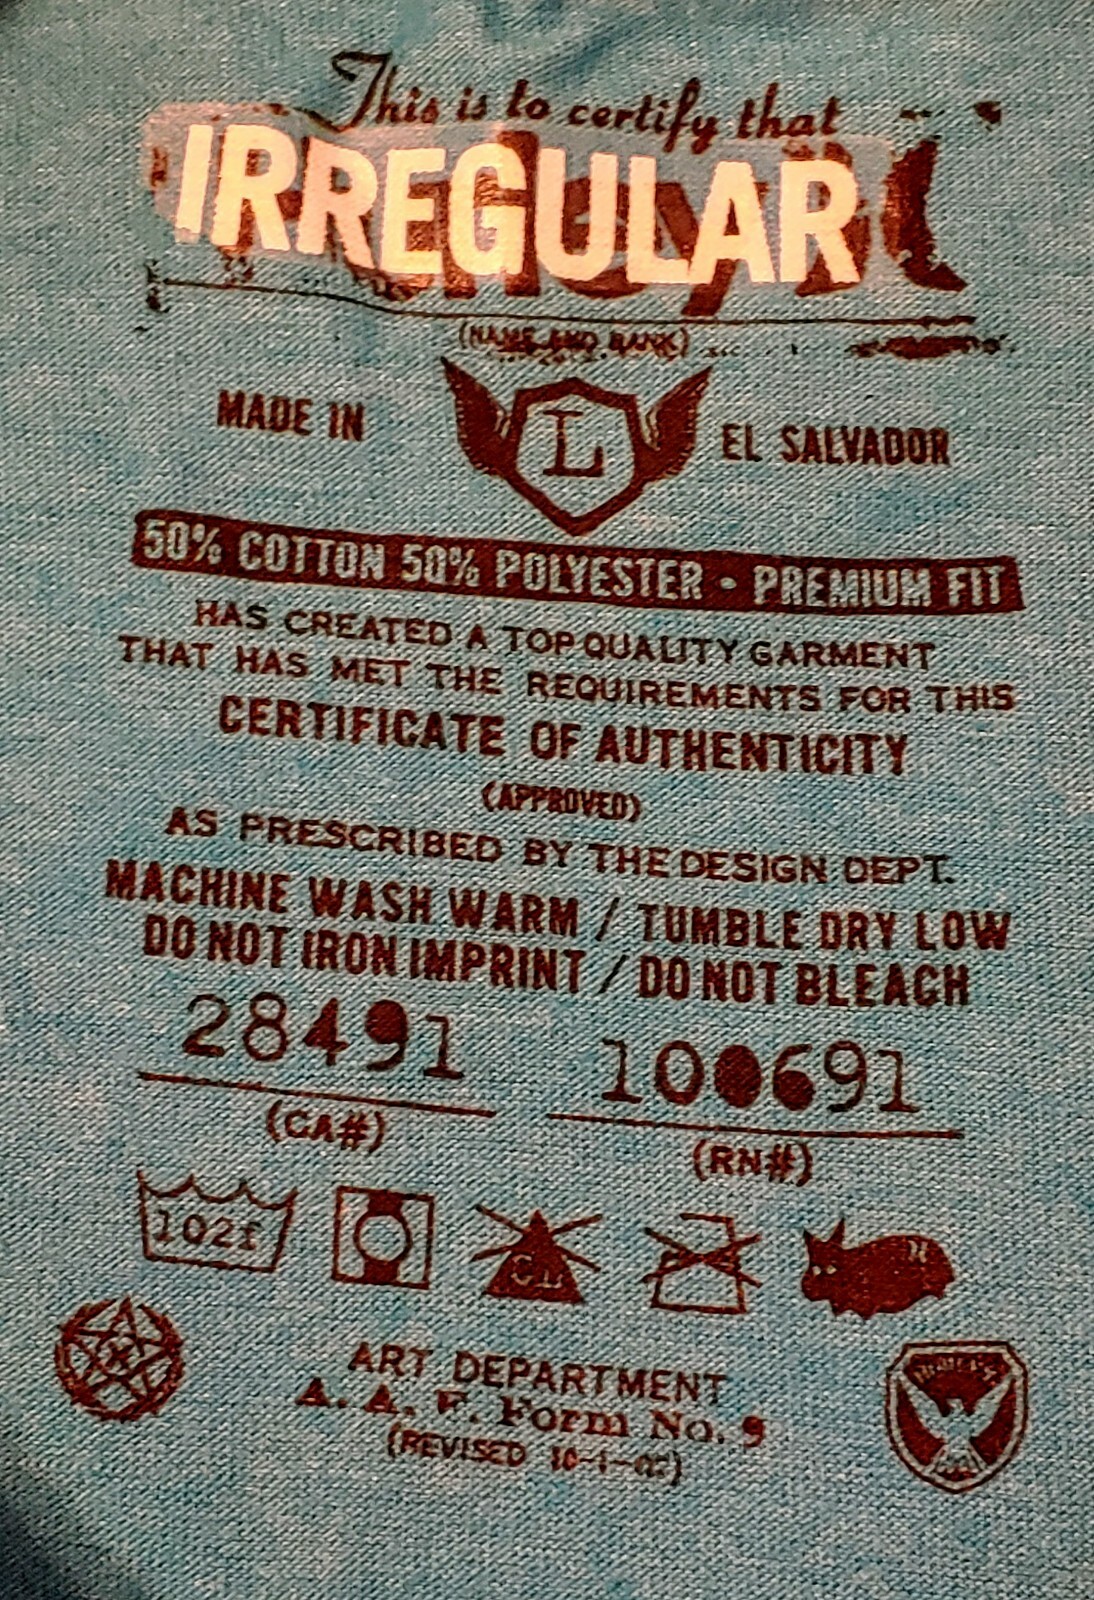 This is to certify that
IRREGULAR
(NAME AND RANK)
MADE IN L EL SALVADOR
50% COTTON 50% POLYESTER • PREMIUM FIT
HAS CREATED A TOP QUALITY GARMENT
THAT HAS MET THE REQUIREMENTS FOR THIS
CERTIFICATE OF AUTHENTICITY
(APPROVED)
AS PRESCRIBED BY THE DESIGN DEPT.
MACHINE WASH WARM / TUMBLE DRY LOW
DO NOT IRON IMPRINT / DO NOT BLEACH
28491 100691
(CA#) (RN#)
102f
ART DEPARTMENT
A. A. F. Form No. 9
(REVISED